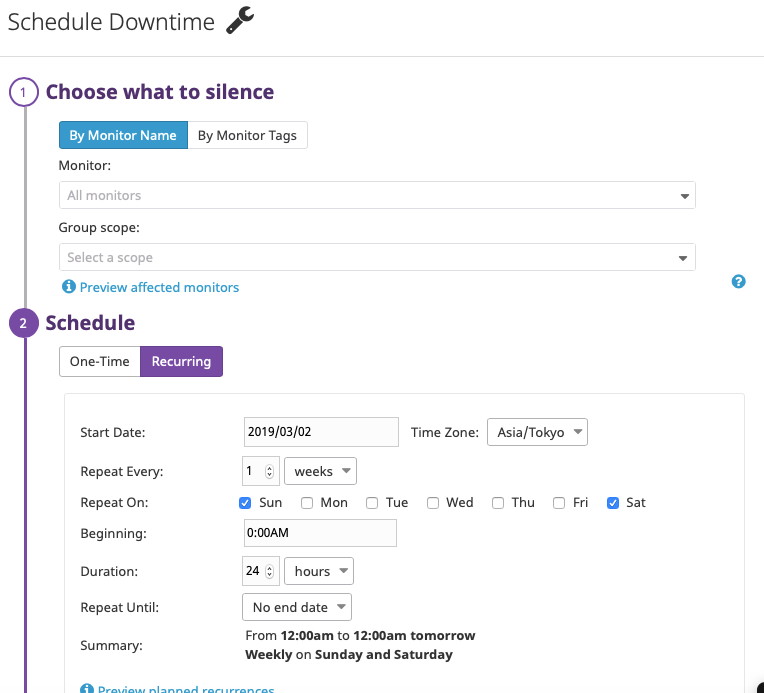 Schedule Downtime
1 Choose what to silence
By Monitor Name By Monitor Tags
Monitor:
All monitors
Group scope:
Select a scope
Preview affected monitors
?
2 Schedule
One-Time Recurring
Start Date: 2019/03/02 Time Zone: Asia/Tokyo
Repeat Every: 1 weeks
Repeat On: Sun Mon Tue Wed Thu Fri Sat
Beginning: 0:00AM
Duration: 24 hours
Repeat Until: No end date
Summary: From 12:00am to 12:00am tomorrow
Weekly on Sunday and Saturday
Preview planned recurrences